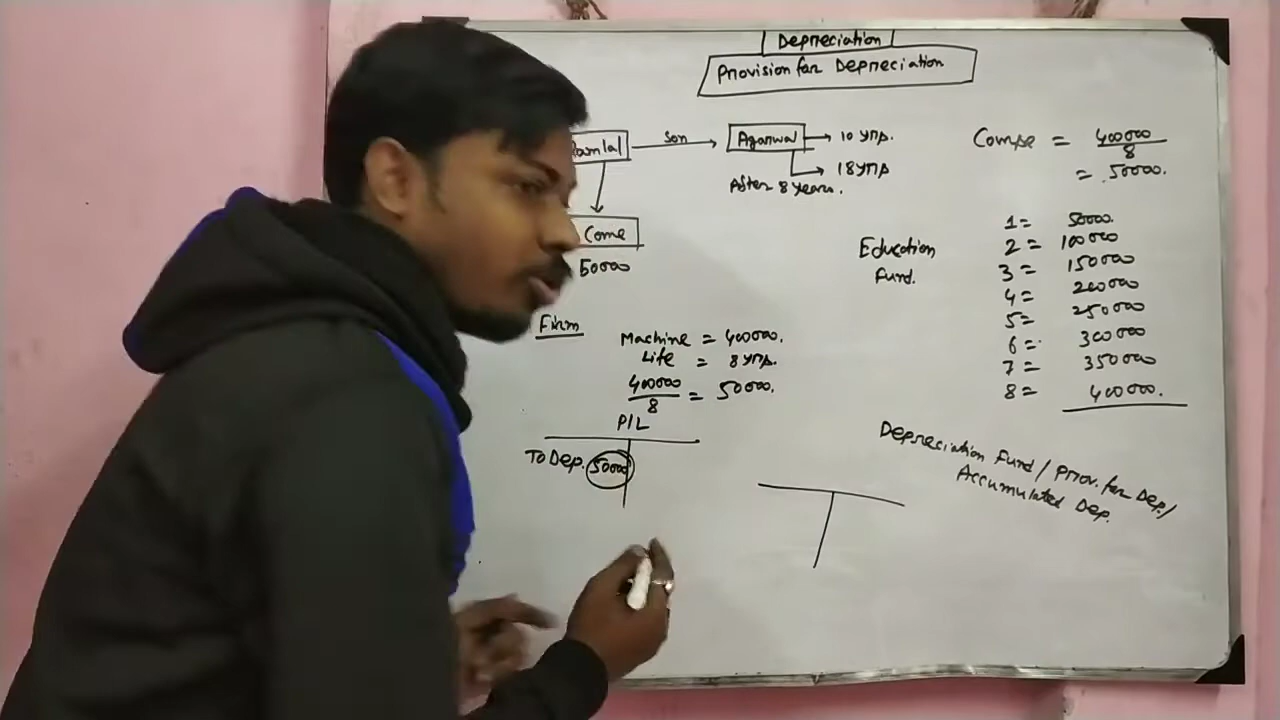 Depreciation
Provision for Depreciation
Ramlal son Agarwal 10 yrs.
18 yrs
After 8 years.
Come
50000
Course = 400000
8
= 50000.
Education
Fund.
1= 50000.
2= 100000
3= 150000
4= 200000
5= 250000
6= 300000
7= 350000
8= 400000.
Firm
Machine = 400000.
Life = 8 yrs.
400000
8
= 50000.
P/L
To Dep. 50000
Depreciation Fund / Prov. for Dep./
Accumulated Dep.